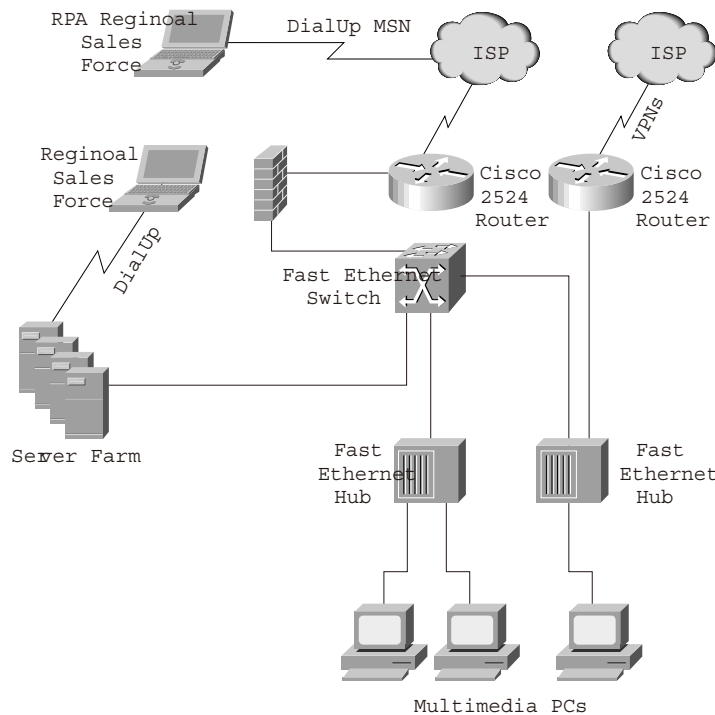 RPA Reginoal
Sales
Force
DialUp MSN
ISP
ISP
VPNs
Reginoal
Sales
Force
Cisco
2524
Router
Cisco
2524
Router
DialUp
Fast Ethernet
Switch
Server Farm
Fast
Ethernet
Hub
Fast
Ethernet
Hub
Multimedia PCs